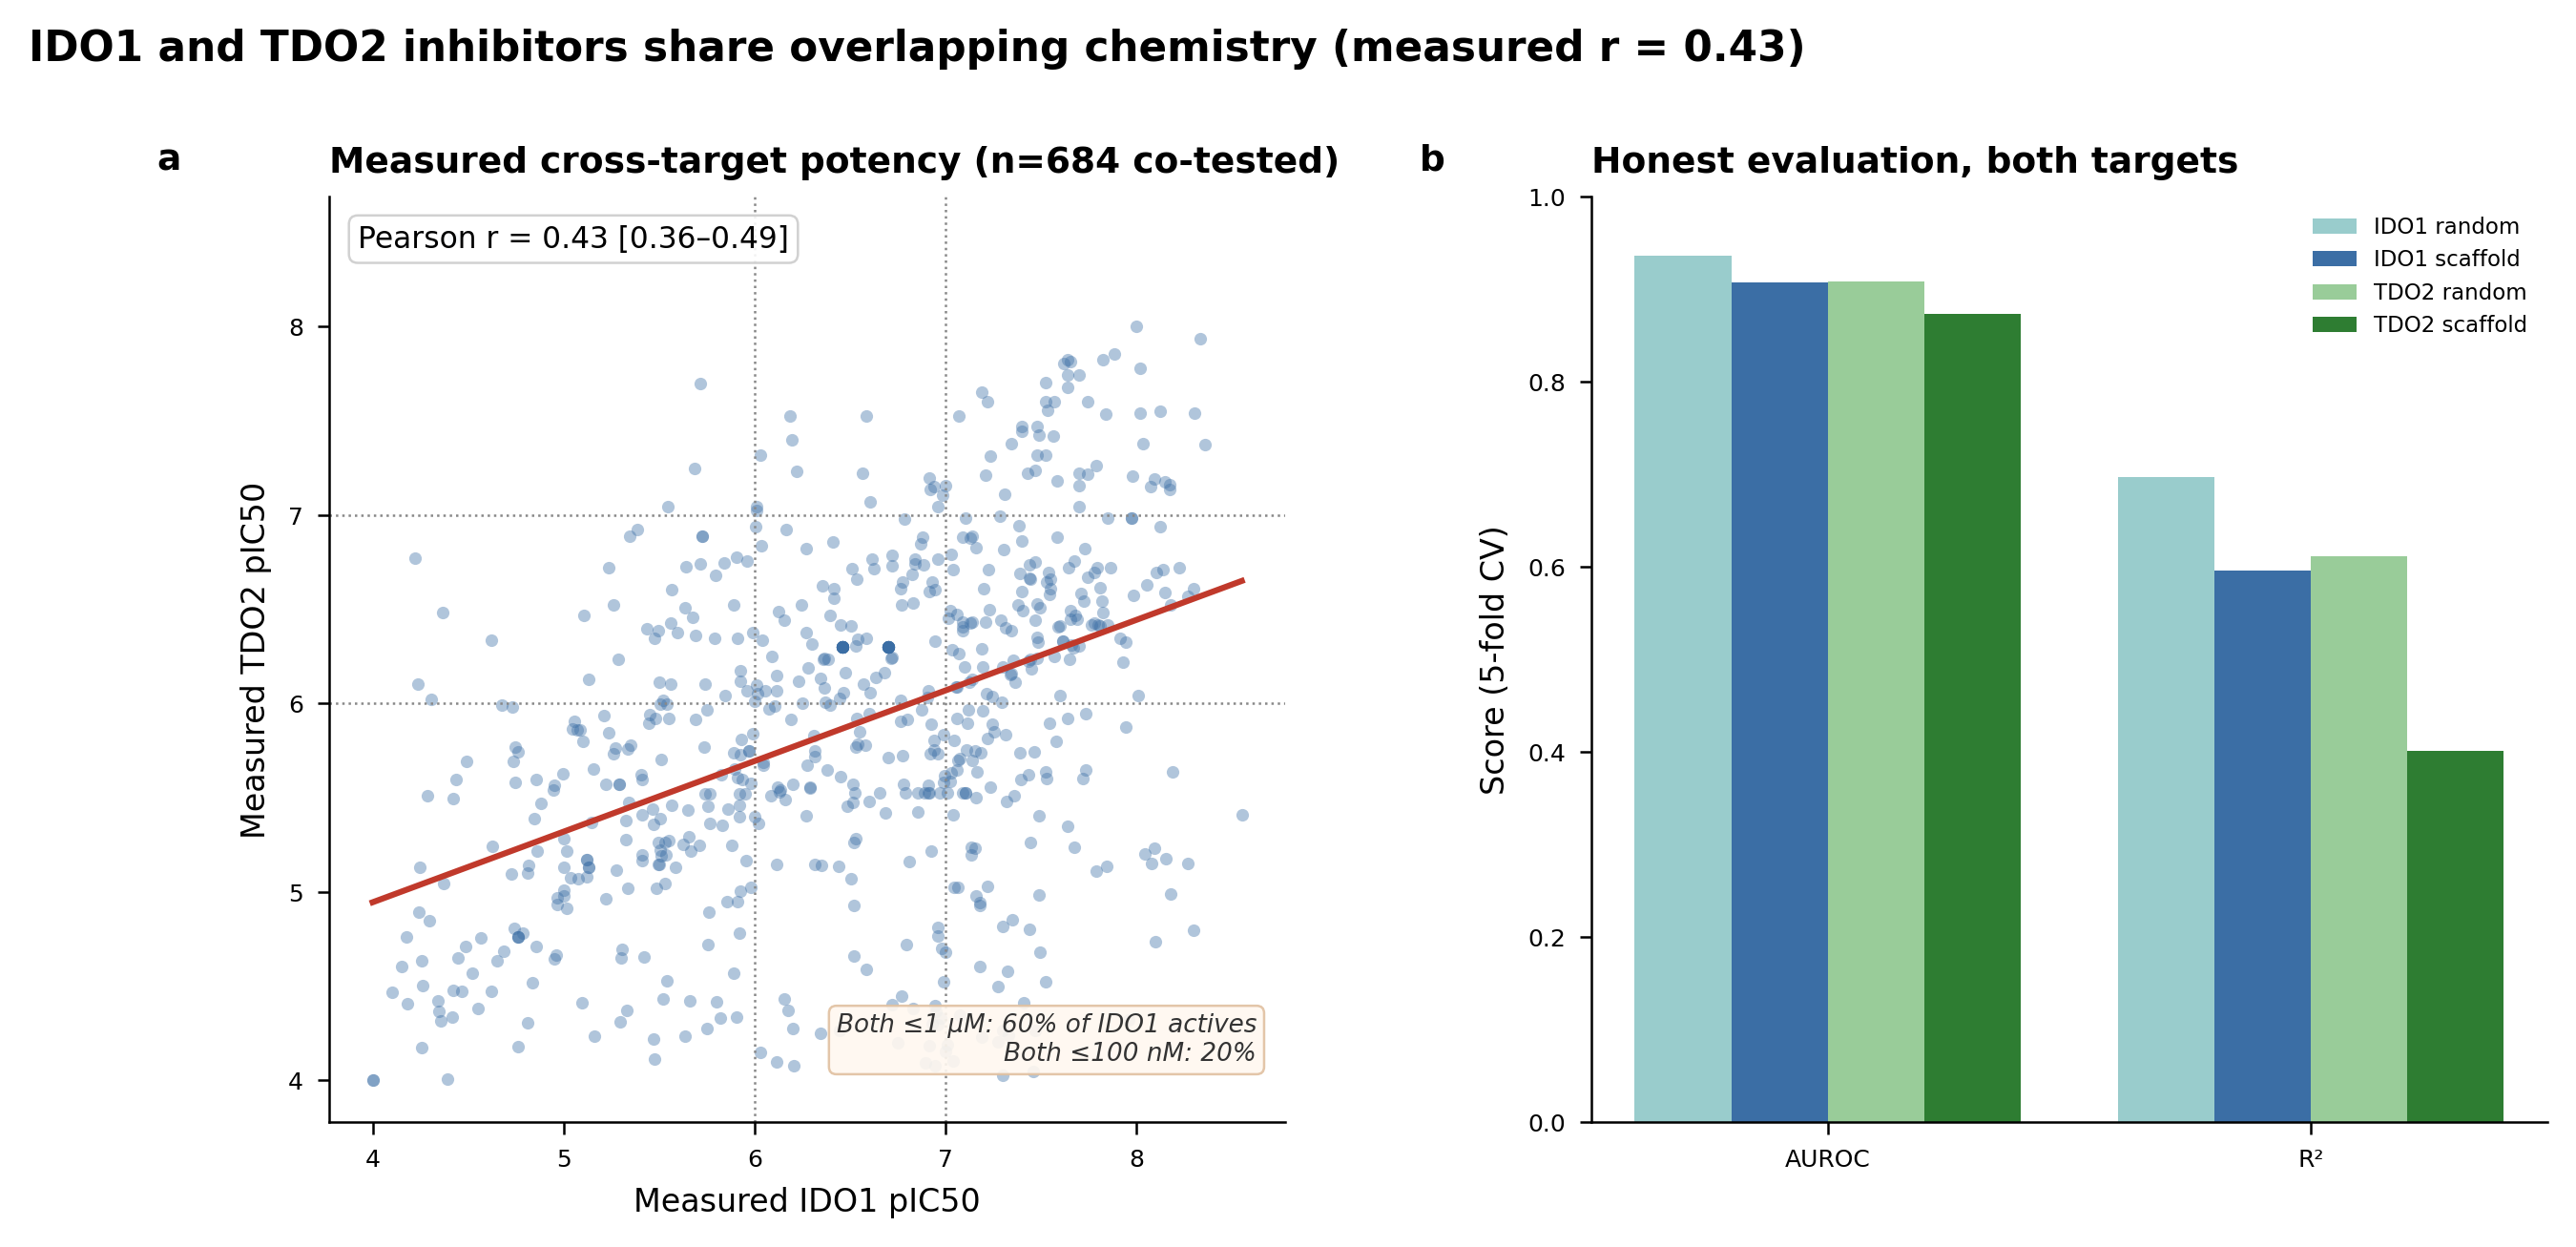 IDO1 and TDO2 inhibitors share overlapping chemistry (measured r = 0.43)
a
Measured cross-target potency (n=684 co-tested)
Pearson r = 0.43 [0.36–0.49]
Measured TDO2 pIC50
8
7
6
5
4
Both ≤1 µM: 60% of IDO1 actives
Both ≤100 nM: 20%
4 5 6 7 8
Measured IDO1 pIC50
b
Honest evaluation, both targets
Score (5-fold CV)
1.0
0.8
0.6
0.4
0.2
0.0
IDO1 random
IDO1 scaffold
TDO2 random
TDO2 scaffold
AUROC R²